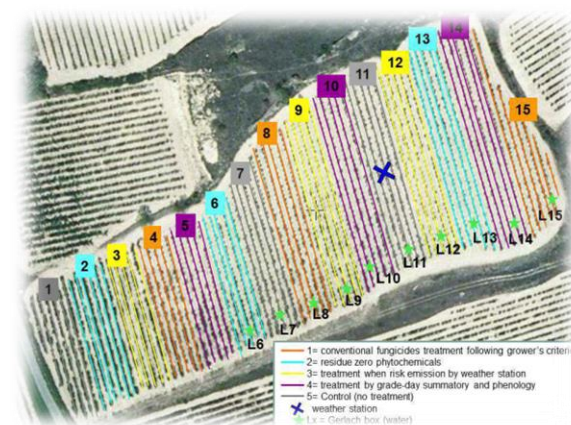 14
13
12
11
10
9
15
8
7
6
5
4
3
2
1
L15
L14
L13
L12
L11
L10
L9
L8
L7
L6
1= conventional fungicides treatment following grower's criteri
2= residue zero phytochemicals
3= treatment when risk emission by weather station
4= treatment by grade-day summatory and phenology
5= Control (no treatment)
weather station
Lx = Gerlach box (water)